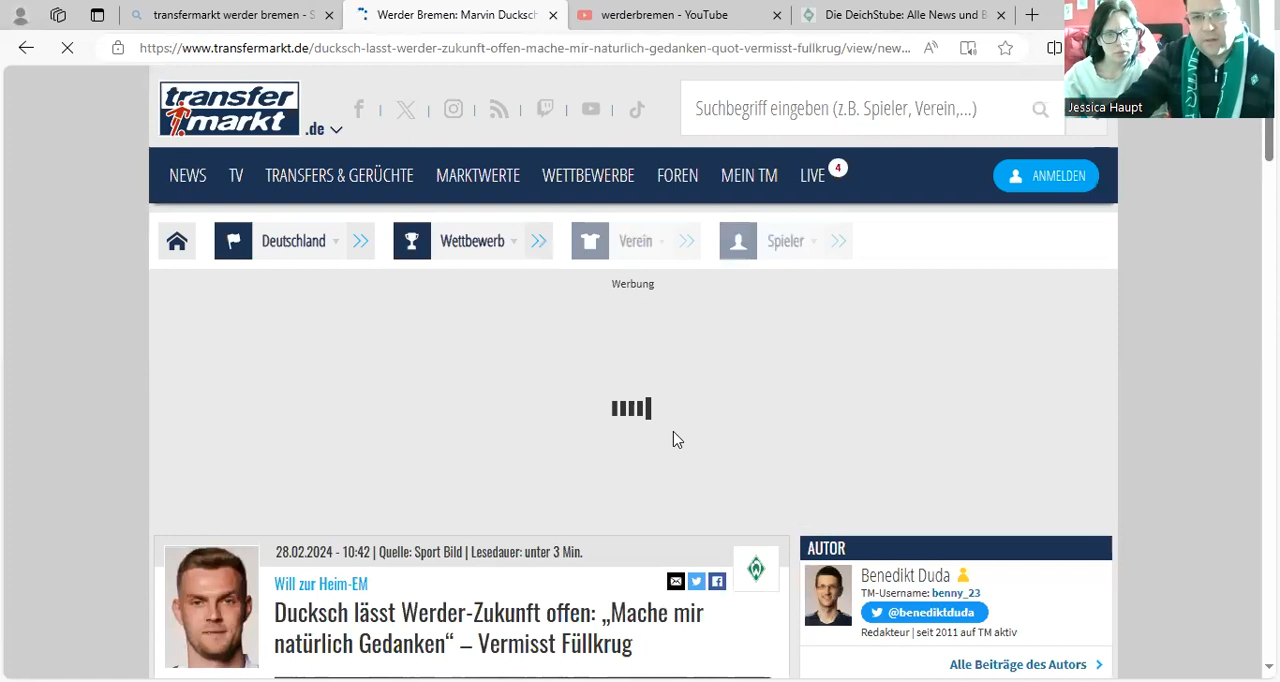 transfermarkt werder bremen - S
Werder Bremen: Marvin Ducksch
werderbremen - YouTube
Die DeichStube: Alle News und B
https://www.transfermarkt.de/ducksch-lasst-werder-zukunft-offen-mache-mir-naturlich-gedanken-quot-vermisst-fullkrug/view/new...
Jessica Haupt
transfer
markt
.de
Suchbegriff eingeben (z.B. Spieler, Verein,...)
NEWS TV TRANSFERS & GERÜCHTE MARKTWERTE WETTBEWERBE FOREN MEIN TM LIVE 4 ANMELDEN
Deutschland Wettbewerb Verein Spieler
Werbung
28.02.2024 - 10:42 | Quelle: Sport Bild | Lesedauer: unter 3 Min.
Will zur Heim-EM
Ducksch lässt Werder-Zukunft offen: „Mache mir
natürlich Gedanken“ – Vermisst Füllkrug
AUTOR
Benedikt Duda
TM-Username: benny_23
@benediktduda
Redakteur | seit 2011 auf TM aktiv
Alle Beiträge des Autors